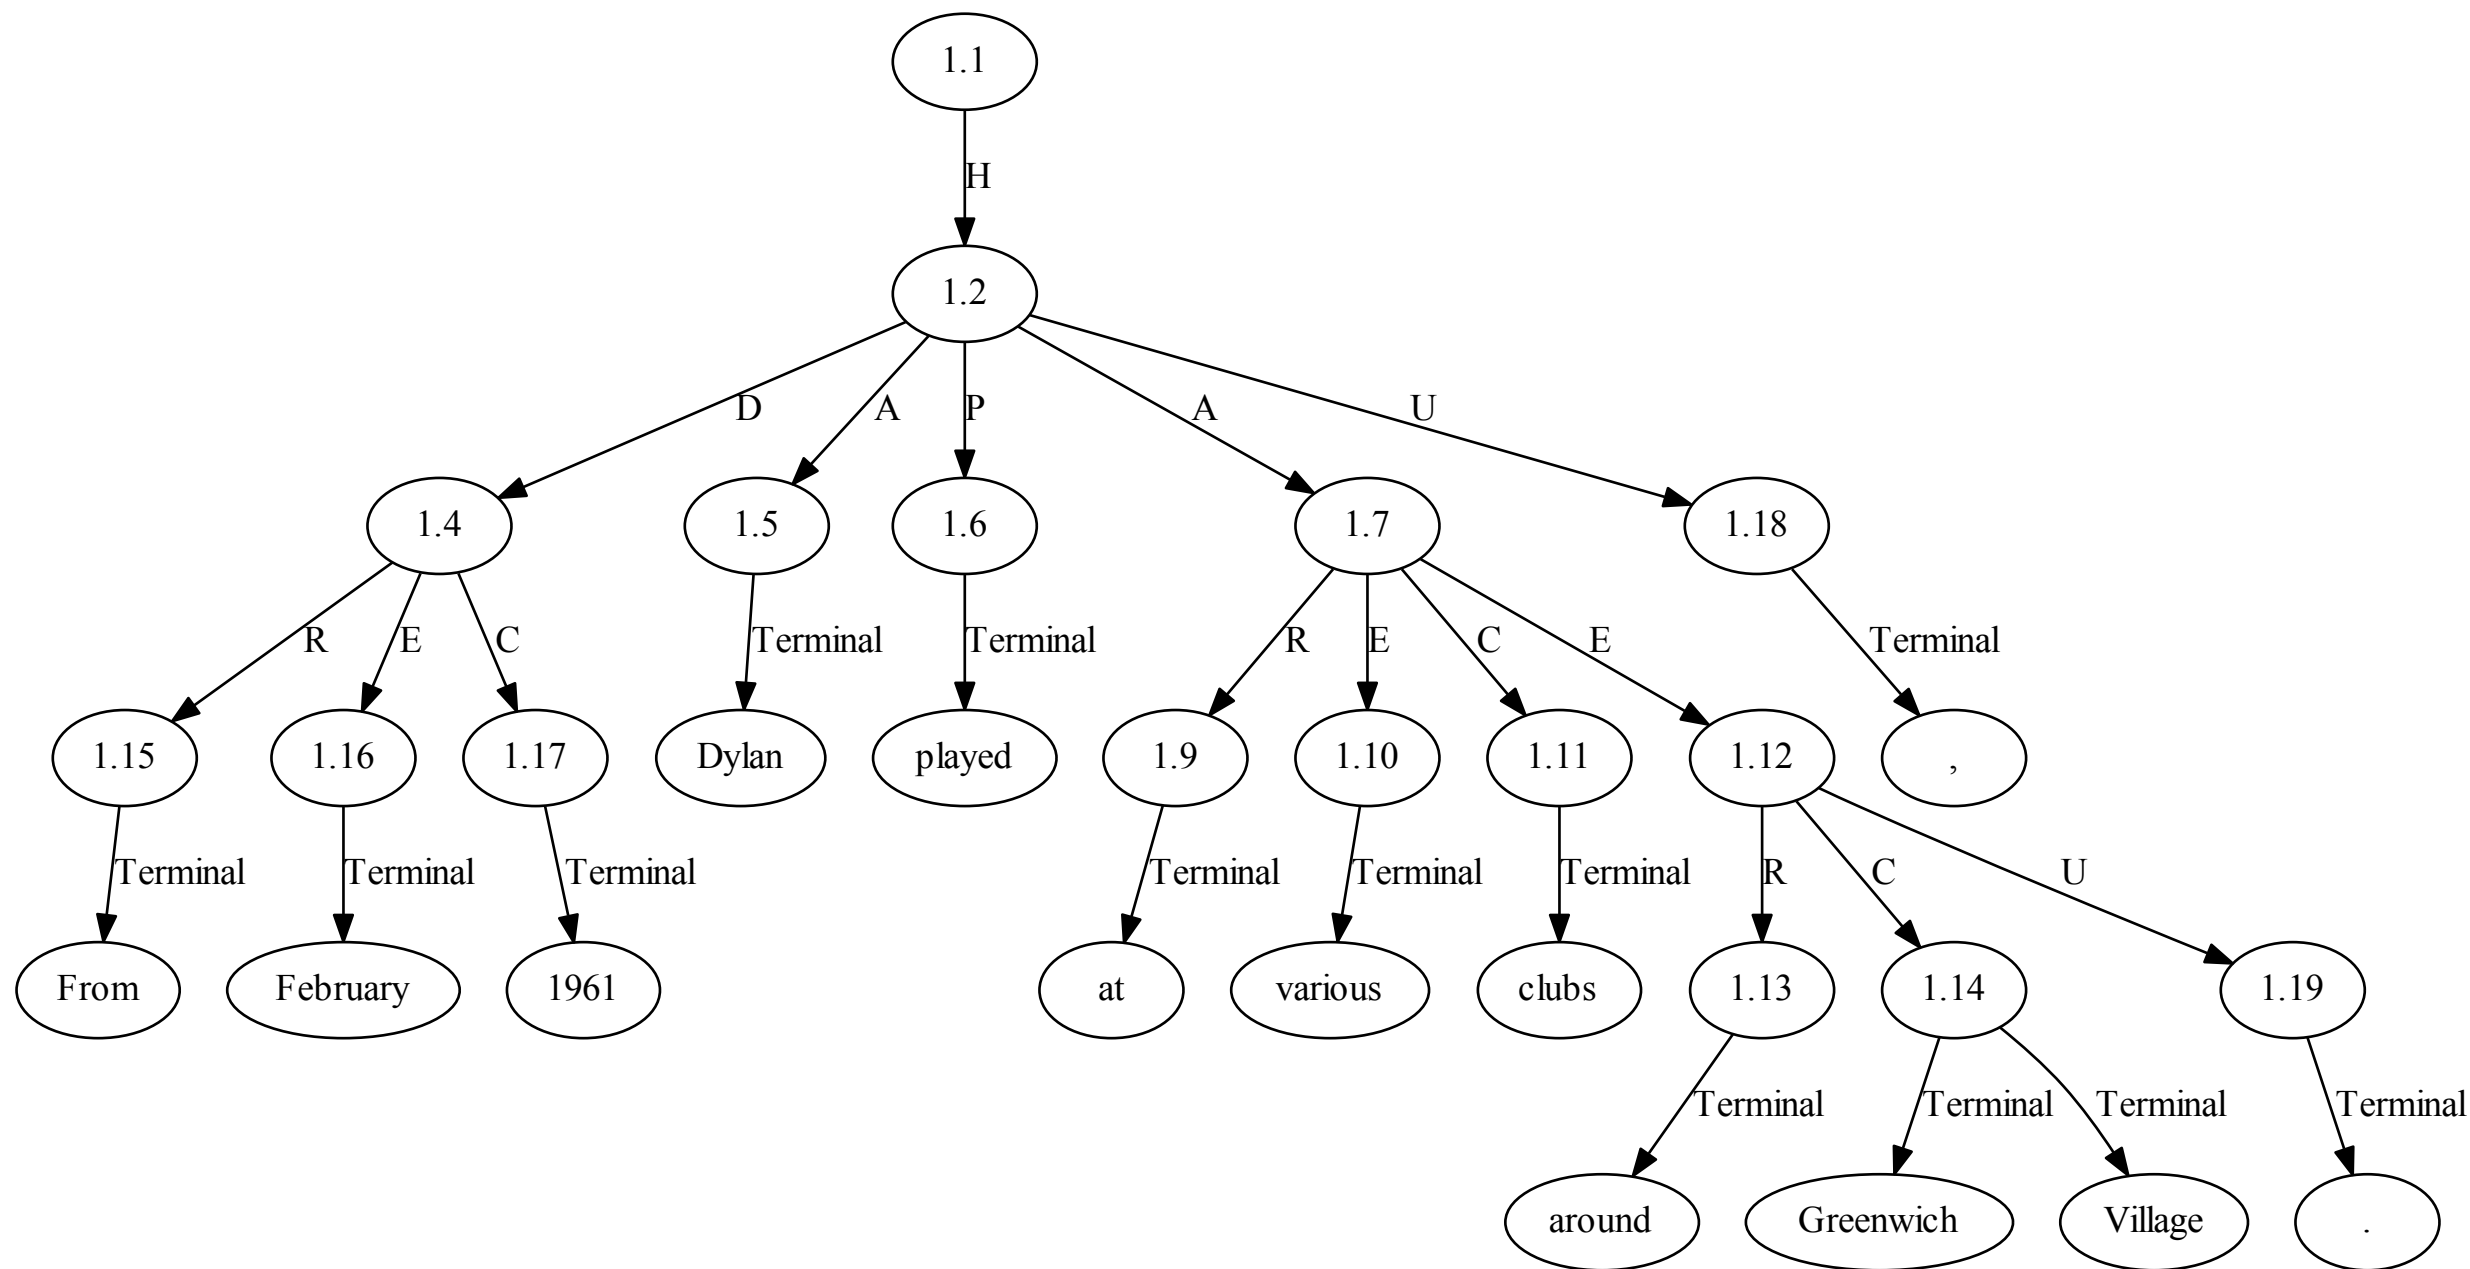 1.1
H
1.2
D A P A U
1.4 1.5 1.6 1.7 1.18
R E C Terminal Terminal R E C E Terminal
1.15 1.16 1.17 Dylan played 1.9 1.10 1.11 1.12 ,
Terminal Terminal Terminal Terminal Terminal Terminal R C U
From February 1961 at various clubs 1.13 1.14 1.19
Terminal Terminal Terminal Terminal
around Greenwich Village .